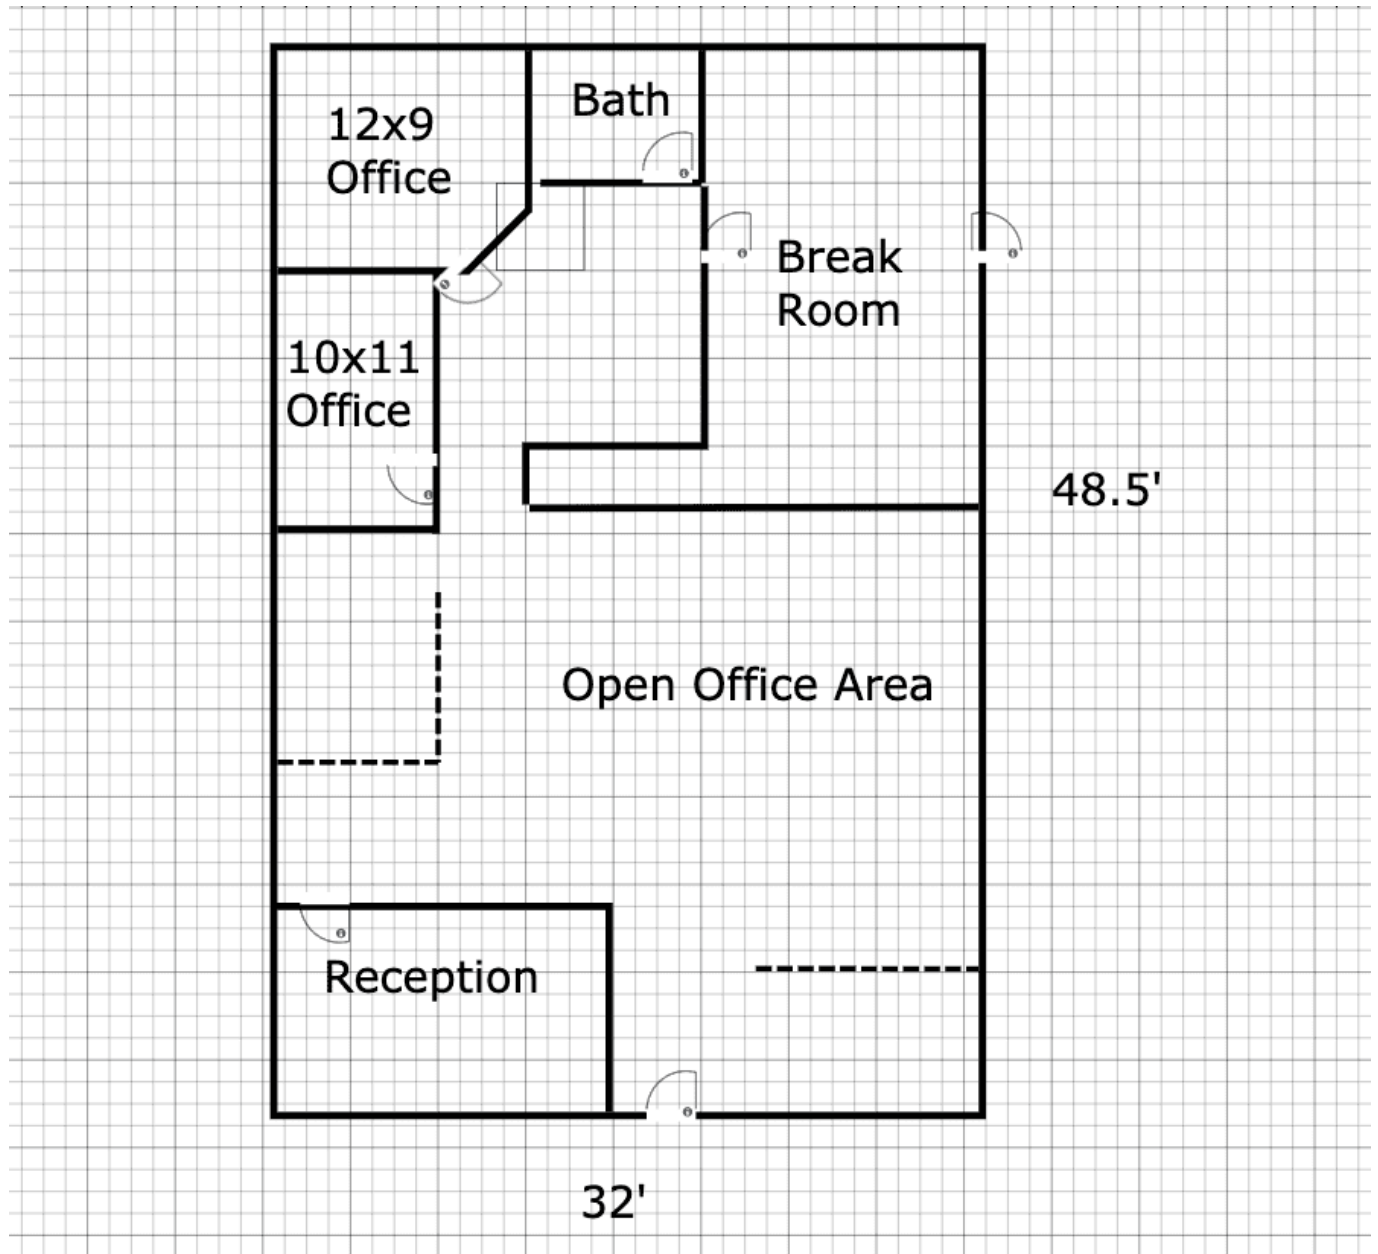 12x9
Office
Bath
Break
Room
10x11
Office
48.5'
Open Office Area
Reception
32'